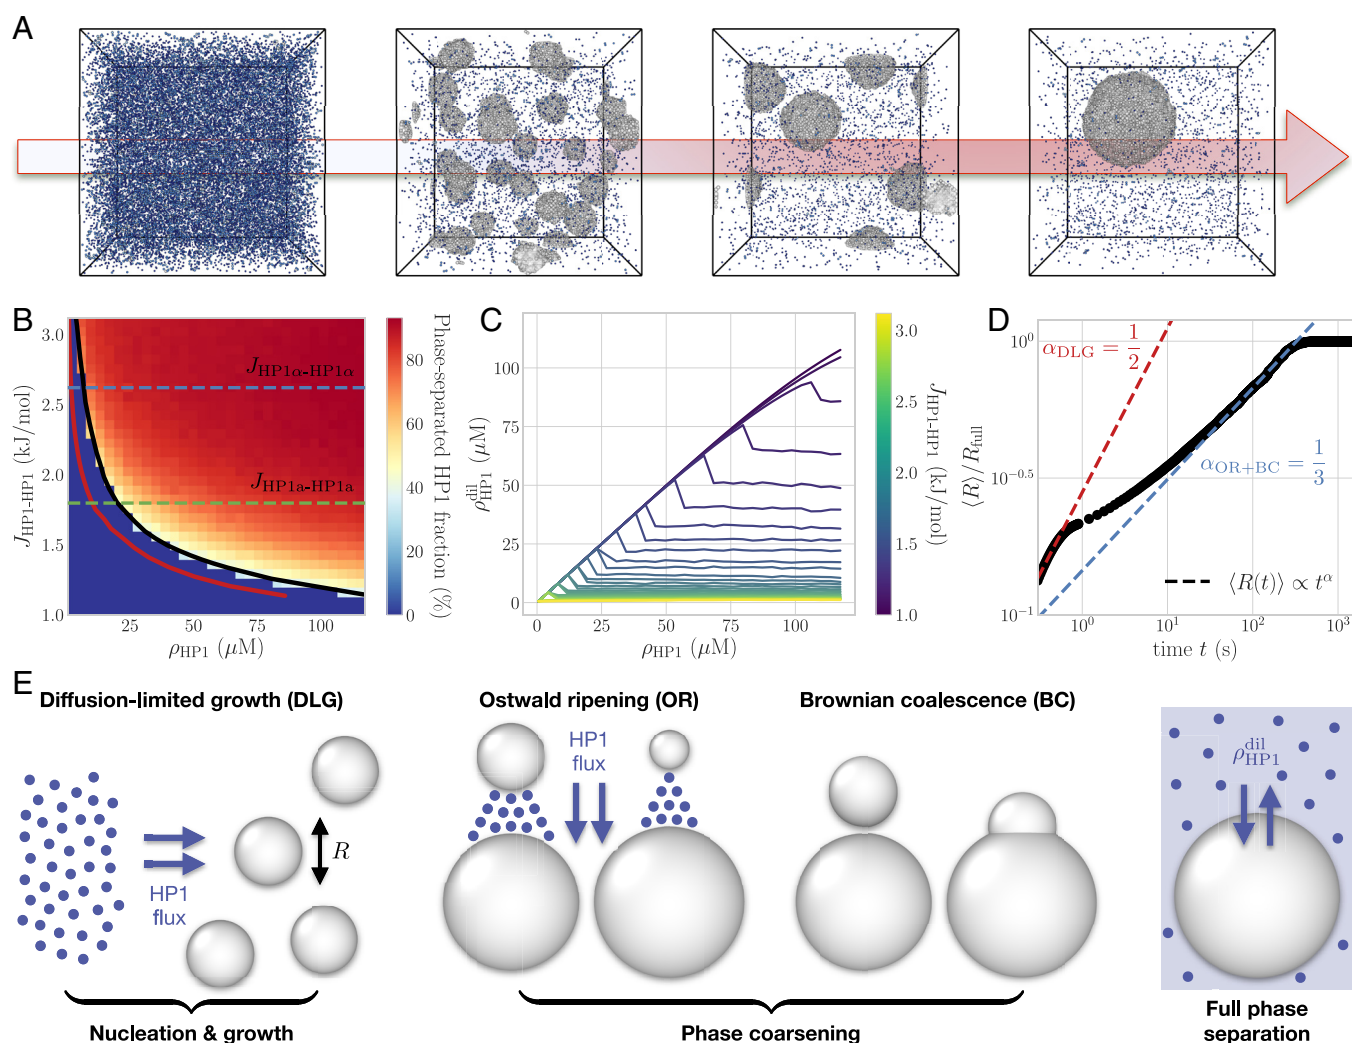 A
B
3.0
2.5
2.0
1.5
1.0
J_HP1-HP1 (kJ/mol)
J_HP1α-HP1α
J_HP1a-HP1a
25
50
75
100
ρ_HP1 (μM)
80
60
40
20
0
Phase-separated HP1 fraction (%)
C
100
75
50
25
0
ρ^dil_HP1 (μM)
0
25
50
75
100
ρ_HP1 (μM)
3.0
2.5
2.0
1.5
1.0
J_HP1-HP1 (kJ/mol)
D
10^0
10^−0.5
10^−1
⟨R⟩/R_full
α_DLG = 1/2
α_OR+BC = 1/3
⟨R(t)⟩ ∝ t^α
10^0
10^1
10^2
10^3
time t (s)
E
Diffusion-limited growth (DLG)
HP1
flux
R
Nucleation & growth
Ostwald ripening (OR)
HP1
flux
Brownian coalescence (BC)
Phase coarsening
ρ^dil_HP1
Full phase
separation